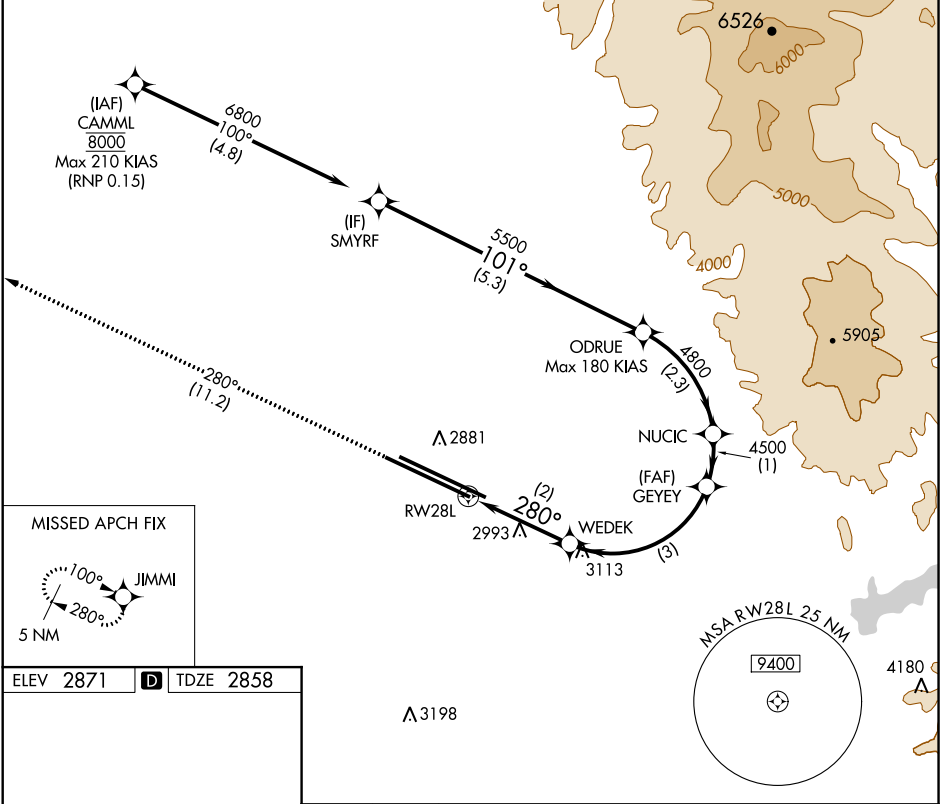 6526
6000
(IAF)
CAMML
8000
Max 210 KIAS
(RNP 0.15)
6800
100°
(4.8)
(IF)
SMYRF
5500
101°
(5.3)
5000
4000
5905
ODRUE
Max 180 KIAS
4800
(2.3)
280°
(11.2)
2881
NUCIC
4500
(1)
(FAF)
GEYEY
RW28L
(2)
280°
2993
WEDEK
(3)
3113
MISSED APCH FIX
100°
JIMMI
280°
5 NM
MSA RW28L 25 NM
9400
4180
ELEV 2871 D TDZE 2858
3198